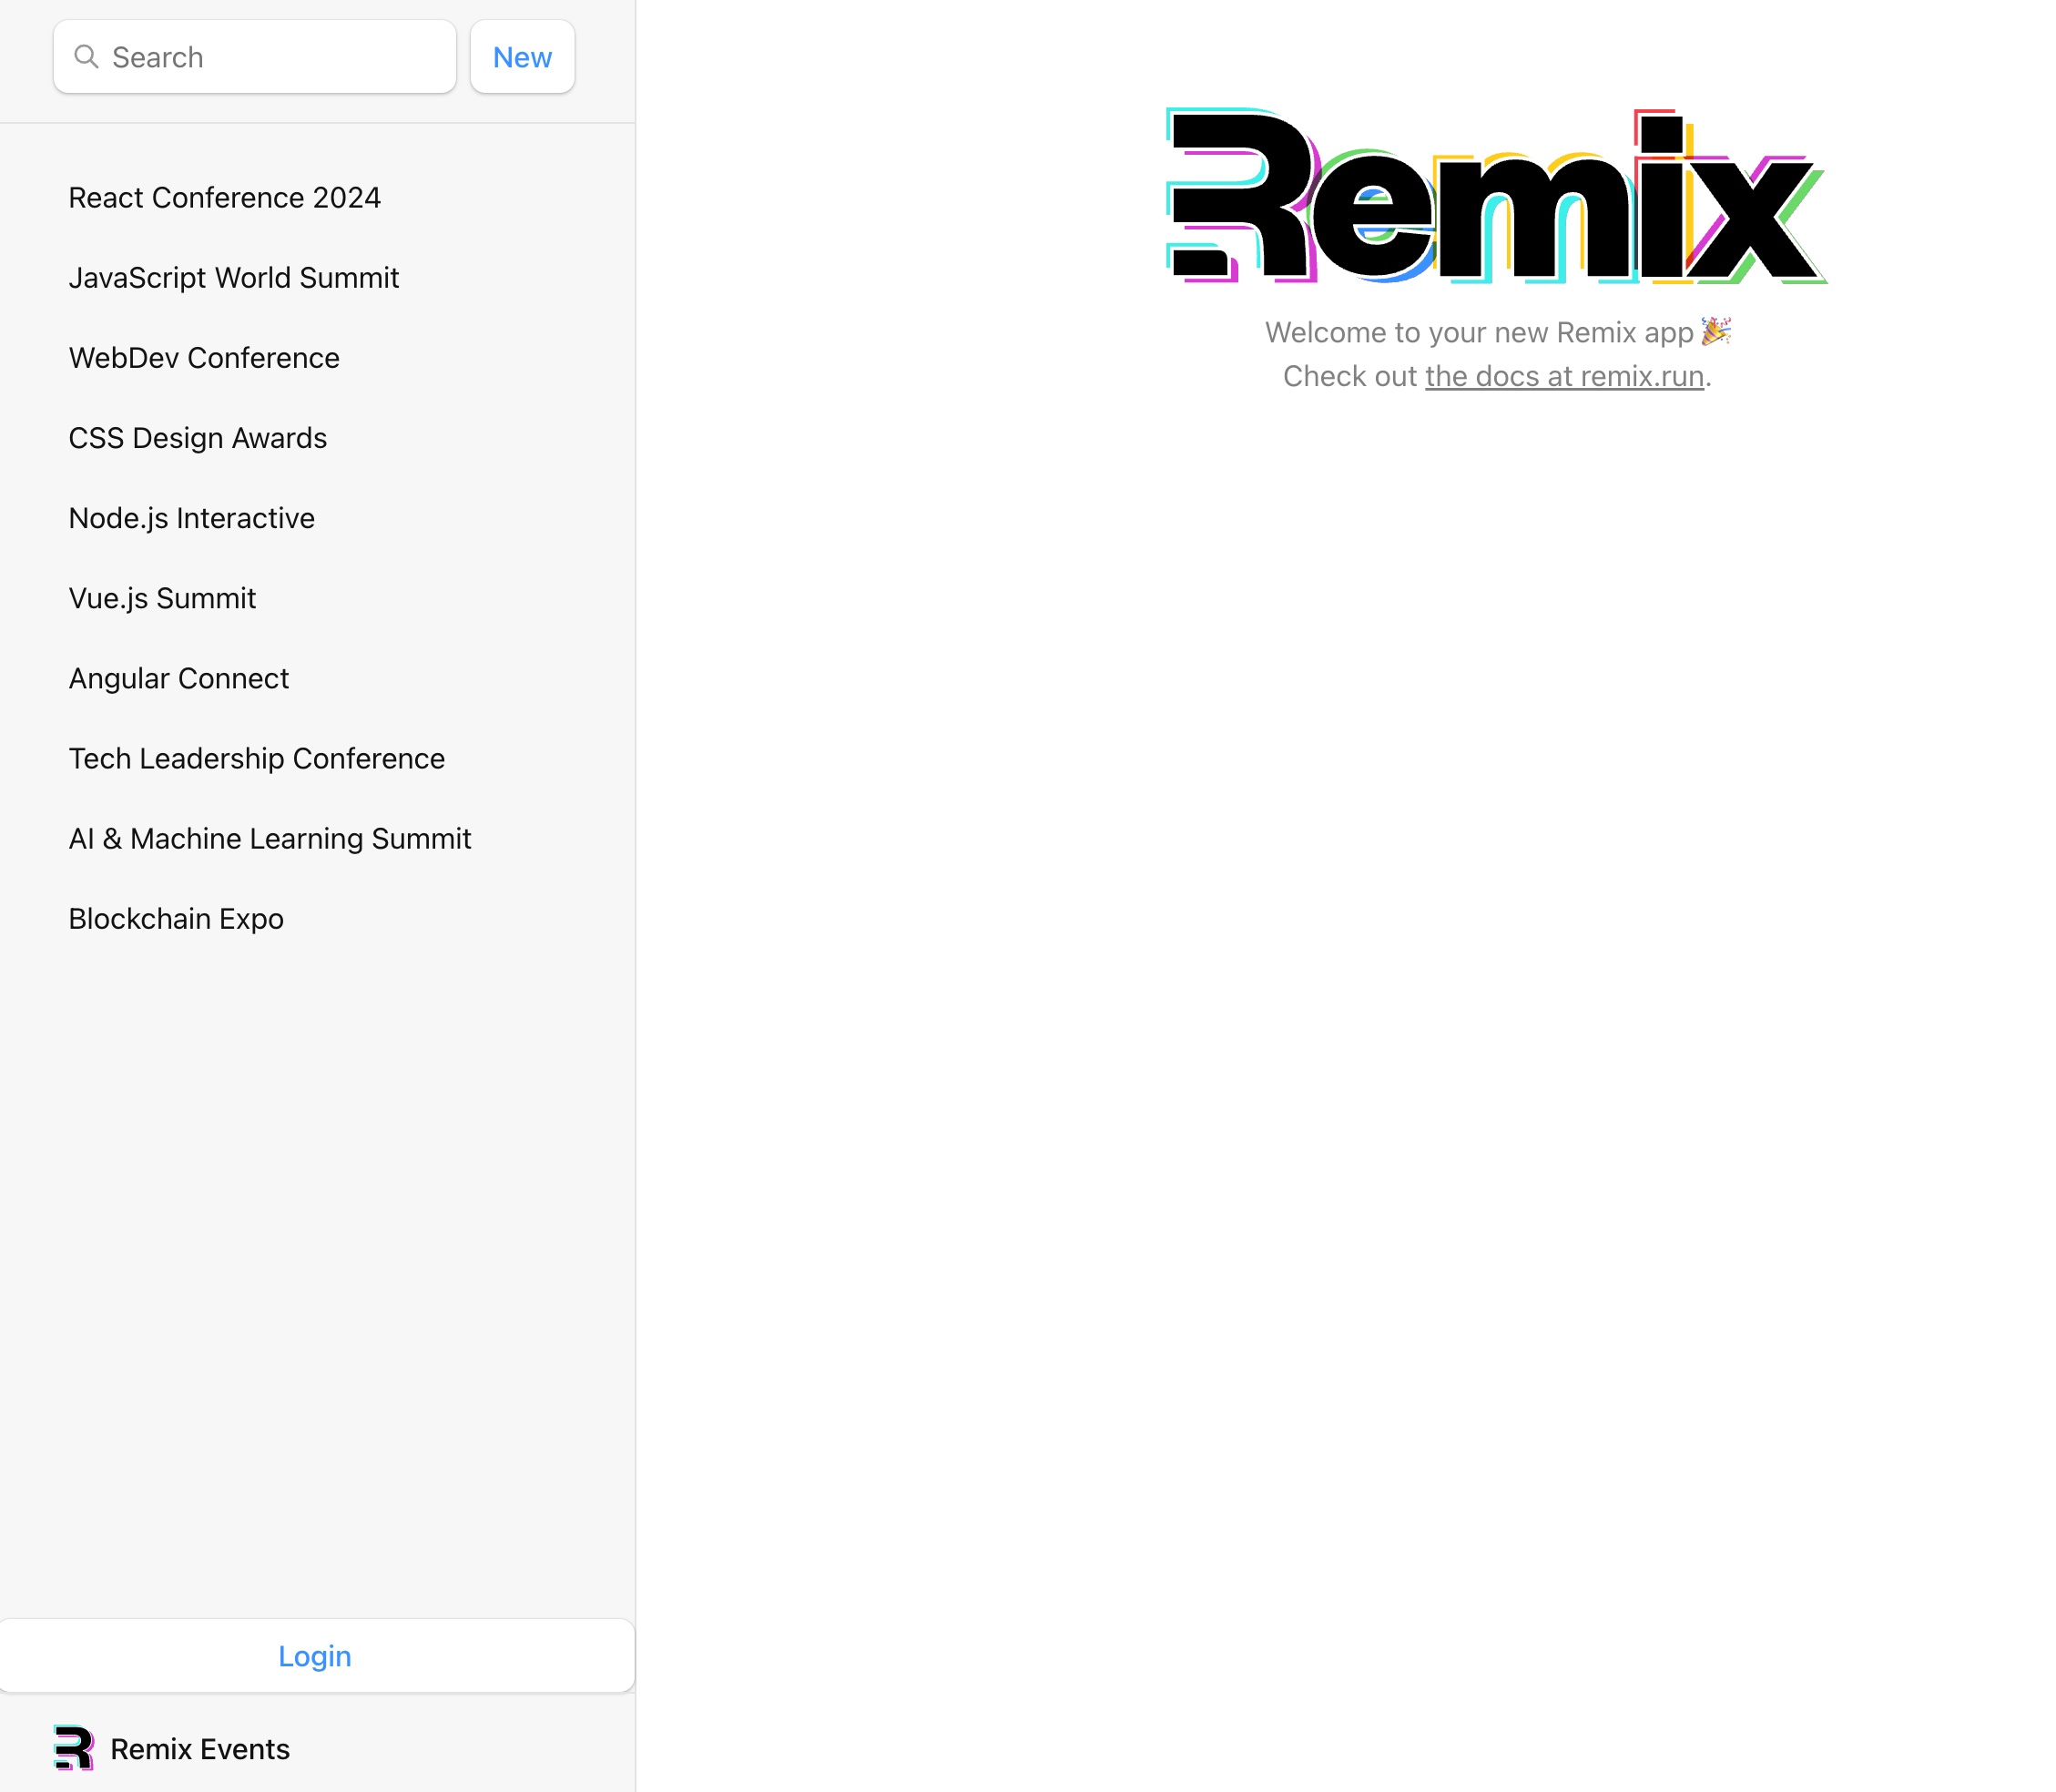 Search
New
React Conference 2024
JavaScript World Summit
WebDev Conference
CSS Design Awards
Node.js Interactive
Vue.js Summit
Angular Connect
Tech Leadership Conference
AI & Machine Learning Summit
Blockchain Expo
Login
Remix Events
Remix
Welcome to your new Remix app 🎉
Check out the docs at remix.run.